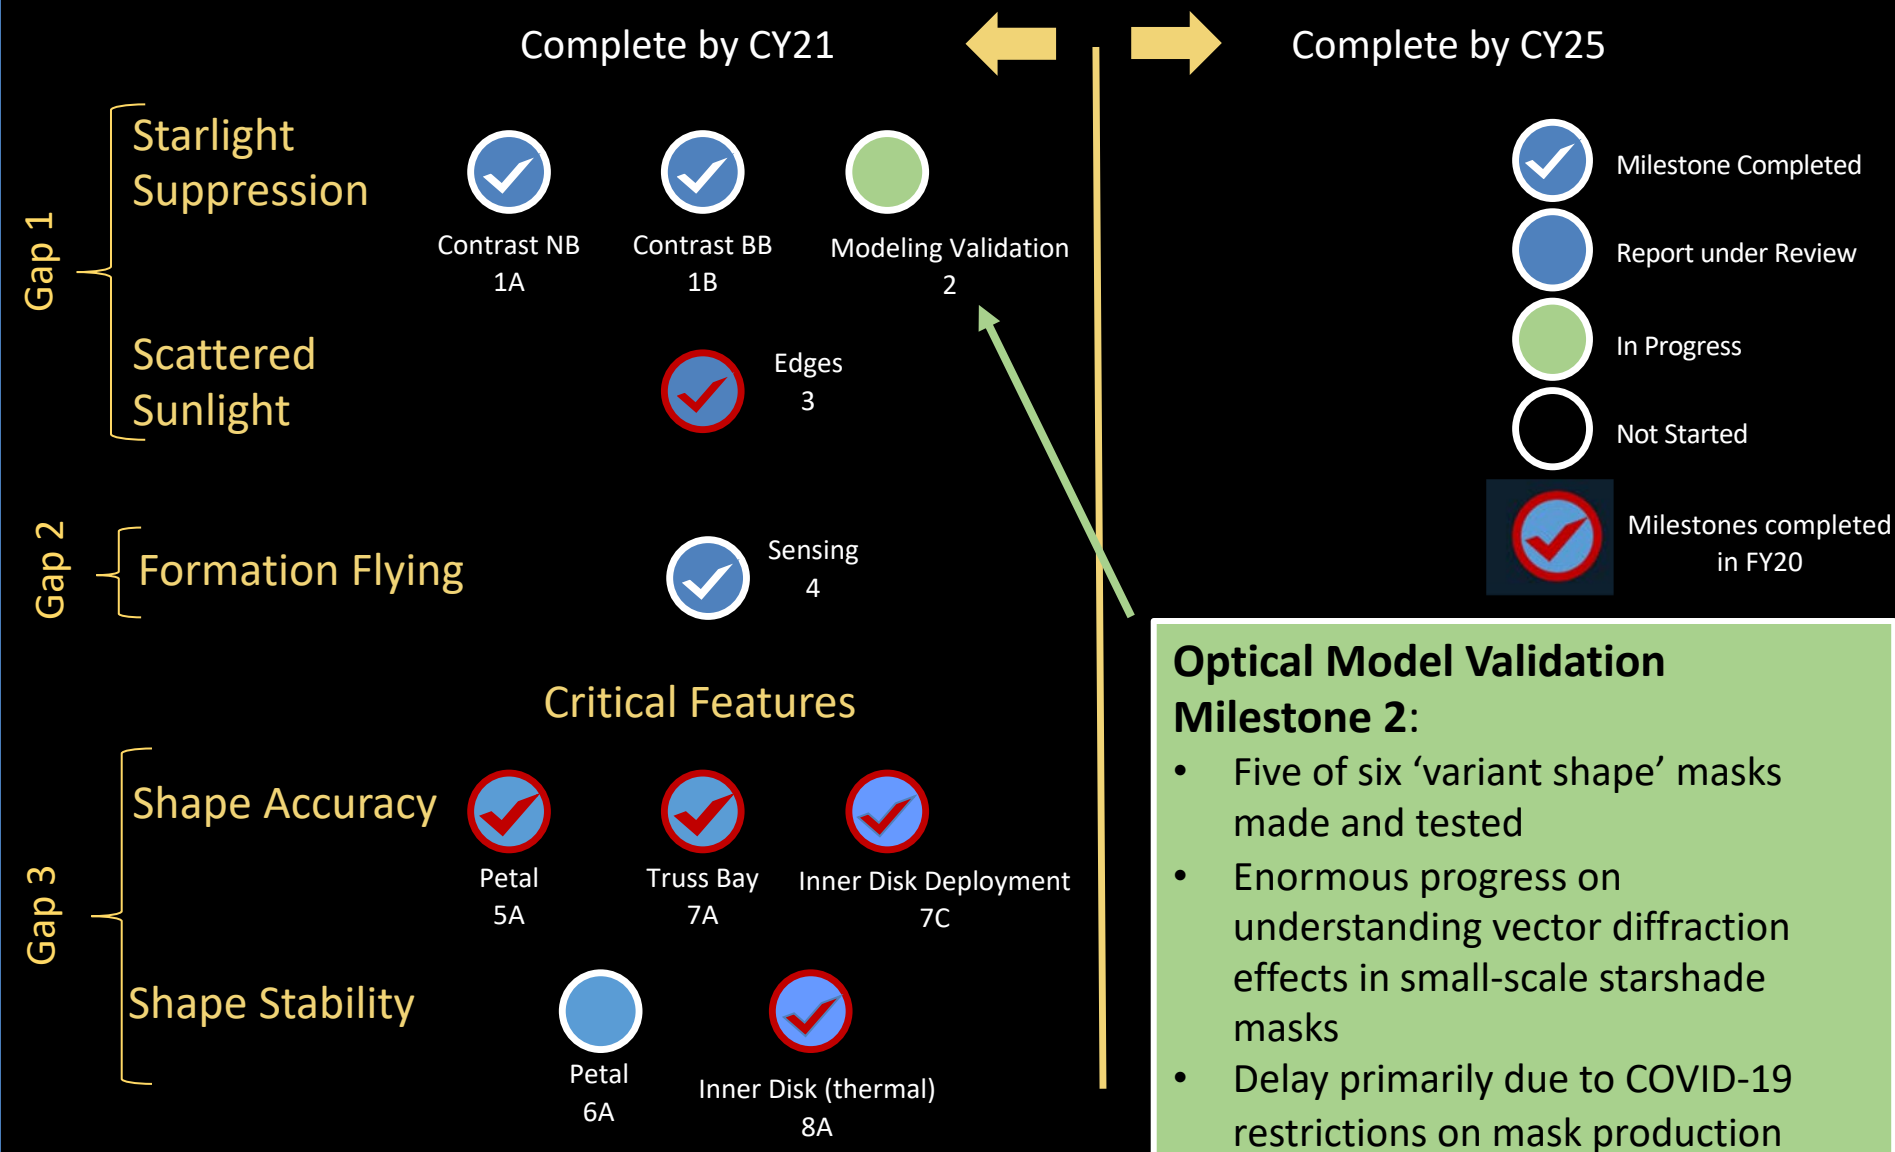 Complete by CY21
Complete by CY25
Gap 1
Starlight
Suppression
Contrast NB
1A
Contrast BB
1B
Modeling Validation
2
Scattered
Sunlight
Edges
3
Gap 2
Formation Flying
Sensing
4
Critical Features
Gap 3
Shape Accuracy
Petal
5A
Truss Bay
7A
Inner Disk Deployment
7C
Shape Stability
Petal
6A
Inner Disk (thermal)
8A
Milestone Completed
Report under Review
In Progress
Not Started
Milestones completed
in FY20
Optical Model Validation
Milestone 2:
• Five of six ‘variant shape’ masks
made and tested
• Enormous progress on
understanding vector diffraction
effects in small-scale starshade
masks
• Delay primarily due to COVID-19
restrictions on mask production